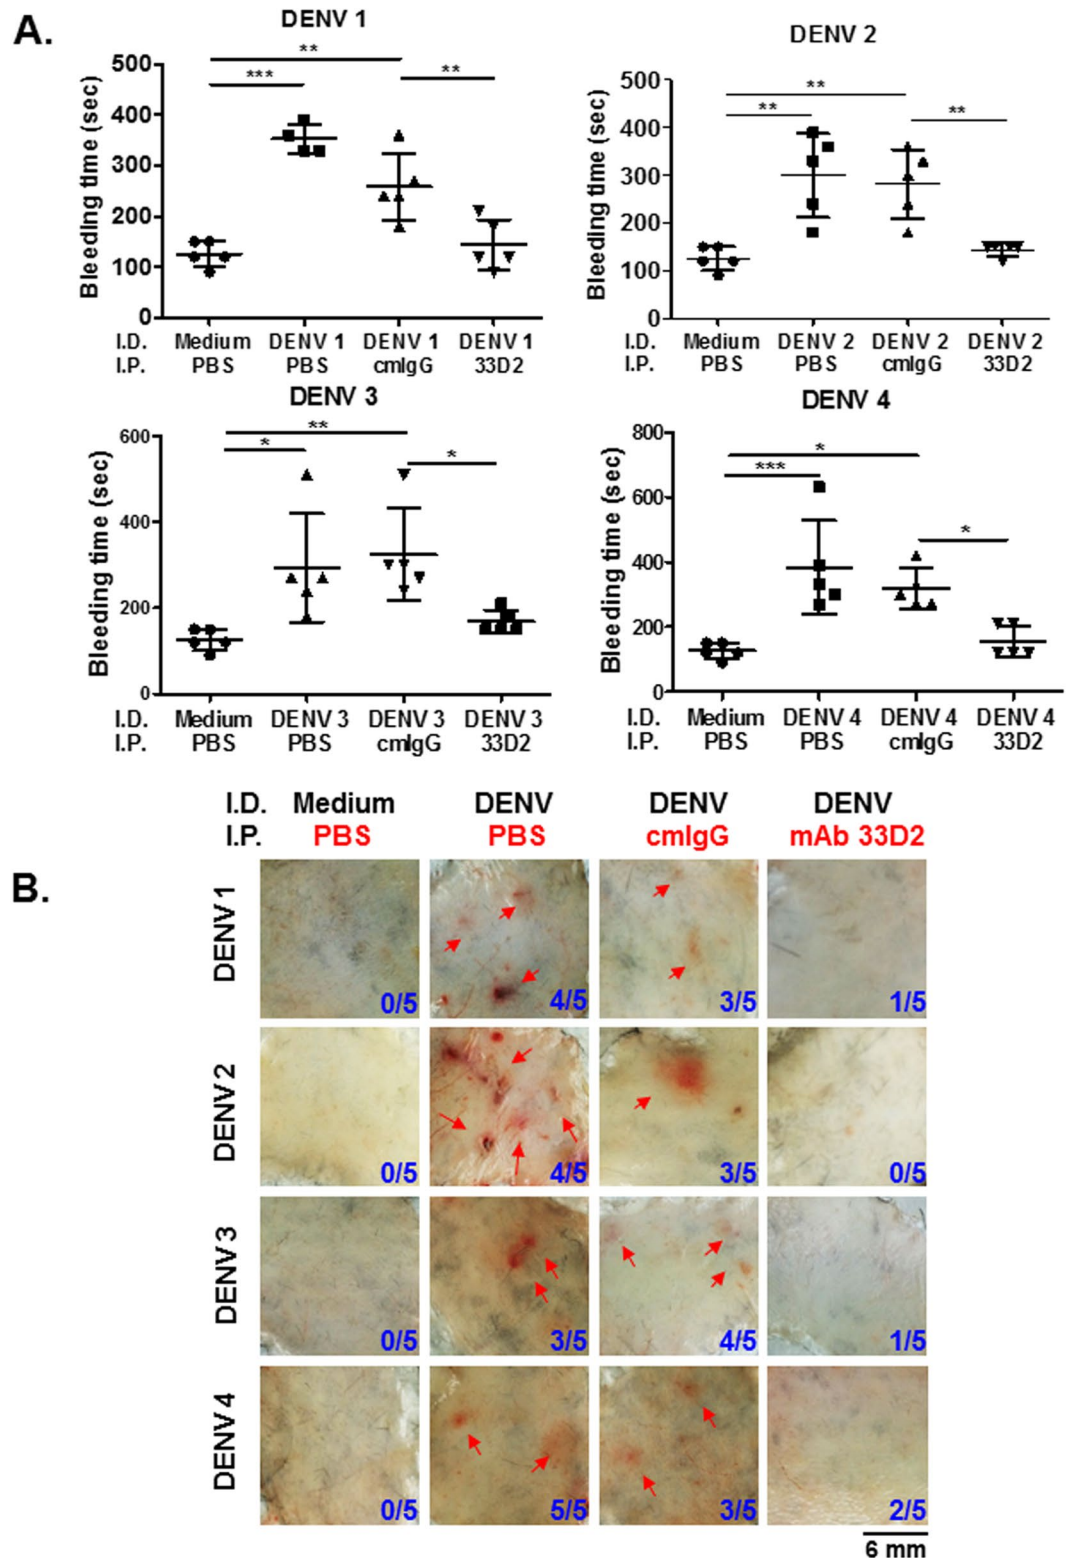 A.
DENV 1
Bleeding time (sec)
500
400
300
200
100
0
** 
*** **
I.D. Medium DENV 1 DENV 1 DENV 1
I.P. PBS PBS cmIgG 33D2
DENV 2
Bleeding time (sec)
500
400
300
200
100
0
**
** **
I.D. Medium DENV 2 DENV 2 DENV 2
I.P. PBS PBS cmIgG 33D2
DENV 3
Bleeding time (sec)
600
400
200
0
**
* *
I.D. Medium DENV 3 DENV 3 DENV 3
I.P. PBS PBS cmIgG 33D2
DENV 4
Bleeding time (sec)
800
600
400
200
0
*
*** *
I.D. Medium DENV 4 DENV 4 DENV 4
I.P. PBS PBS cmIgG 33D2
I.D. Medium DENV DENV DENV
I.P. PBS PBS cmIgG mAb 33D2
B.
DENV 1
0/5 4/5 3/5 1/5
DENV 2
0/5 4/5 3/5 0/5
DENV 3
0/5 3/5 4/5 1/5
DENV 4
0/5 5/5 3/5 2/5
6 mm